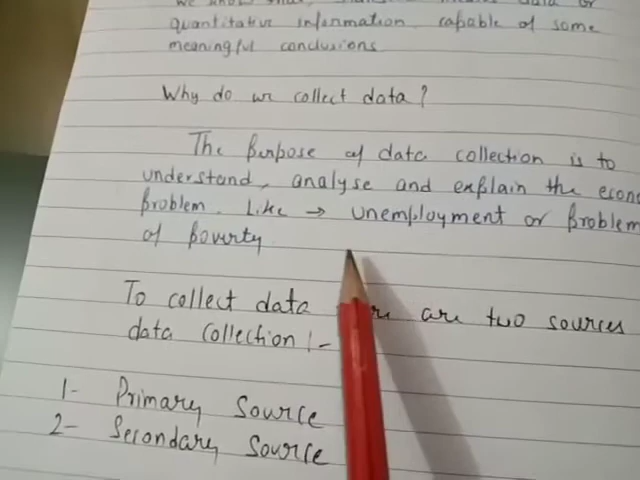 quantitative information capable of some
meaningful conclusions
Why do we collect data?
The purpose of data collection is to
understand, analyse and explain the econo
problem. Like → unemployment or problem
of poverty
To collect data are two sources
data collection :-
1- Primary Source
2- Secondary Source